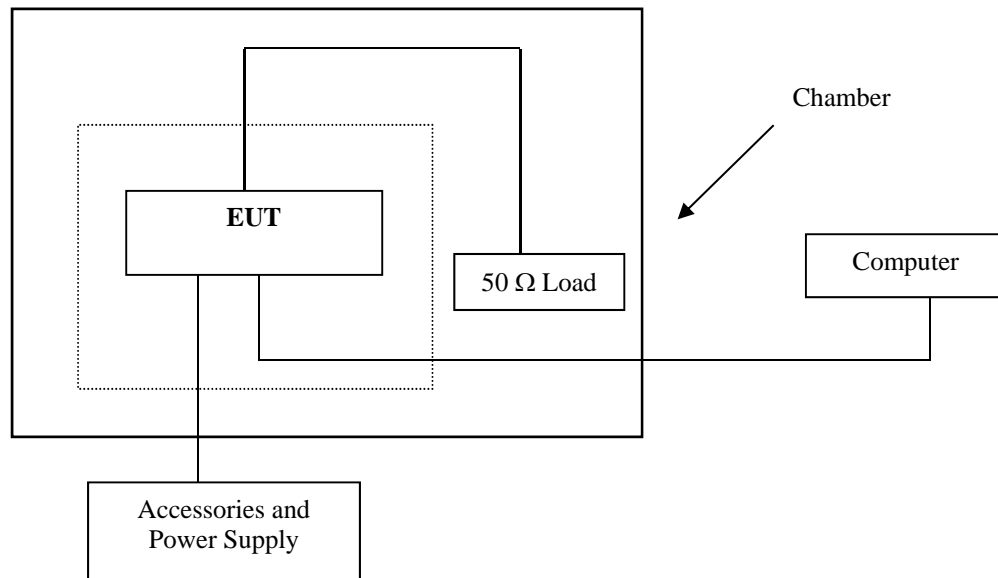 Chamber
EUT
50 Ω Load
Computer
Accessories and
Power Supply